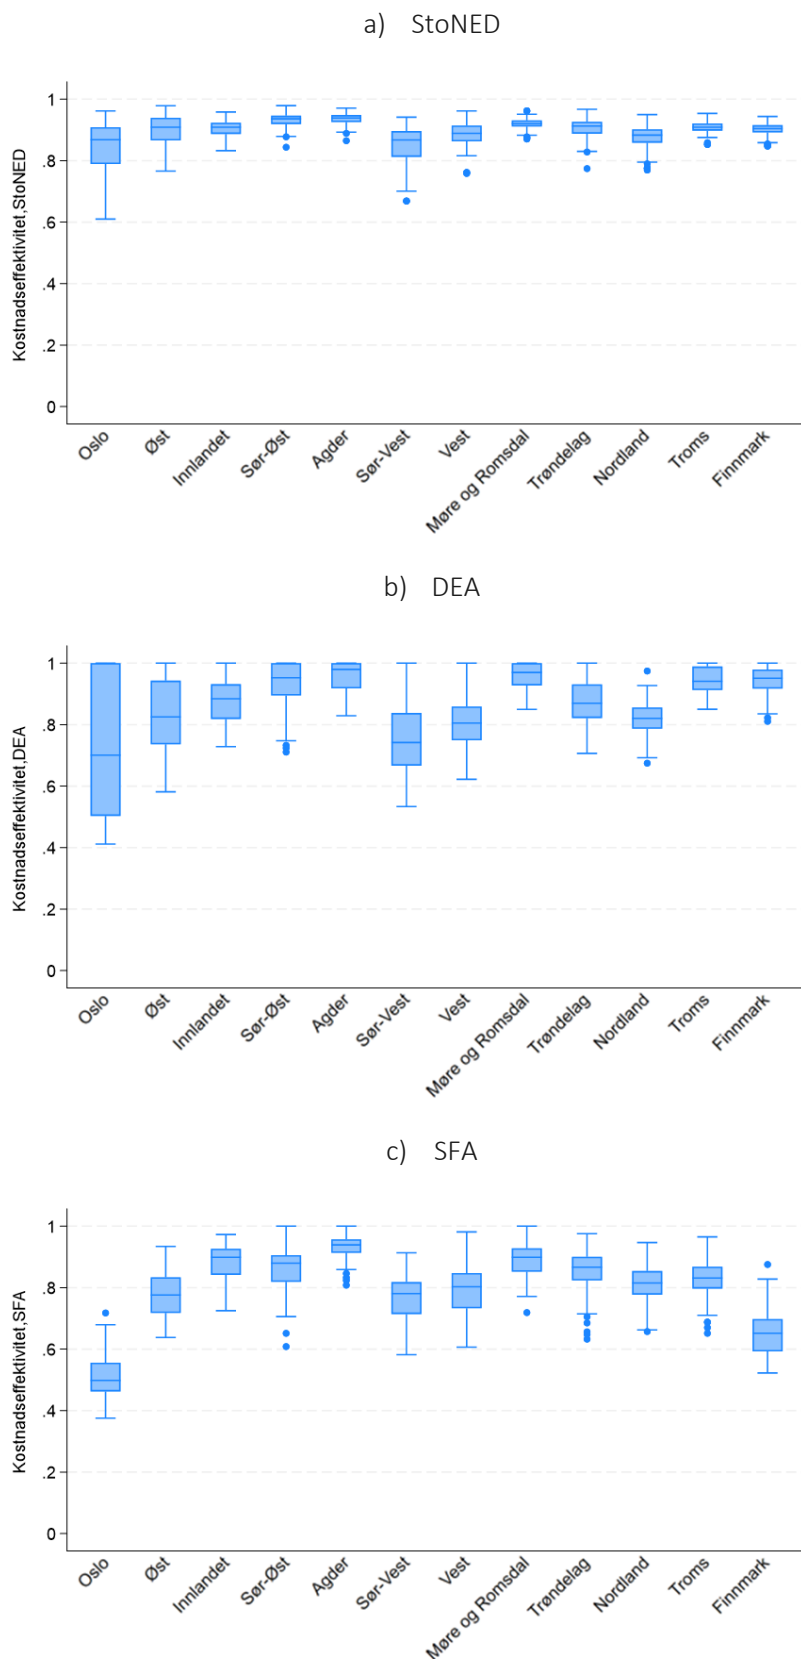 a) StoNED
Kostnadseffektivitet,StoNED
1
.8
.6
.4
.2
0
Oslo
Øst
Innlandet
Sør-Øst
Agder
Sør-Vest
Vest
Møre og Romsdal
Trøndelag
Nordland
Troms
Finnmark
b) DEA
Kostnadseffektivitet,DEA
1
.8
.6
.4
.2
0
Oslo
Øst
Innlandet
Sør-Øst
Agder
Sør-Vest
Vest
Møre og Romsdal
Trøndelag
Nordland
Troms
Finnmark
c) SFA
Kostnadseffektivitet,SFA
1
.8
.6
.4
.2
0
Oslo
Øst
Innlandet
Sør-Øst
Agder
Sør-Vest
Vest
Møre og Romsdal
Trøndelag
Nordland
Troms
Finnmark